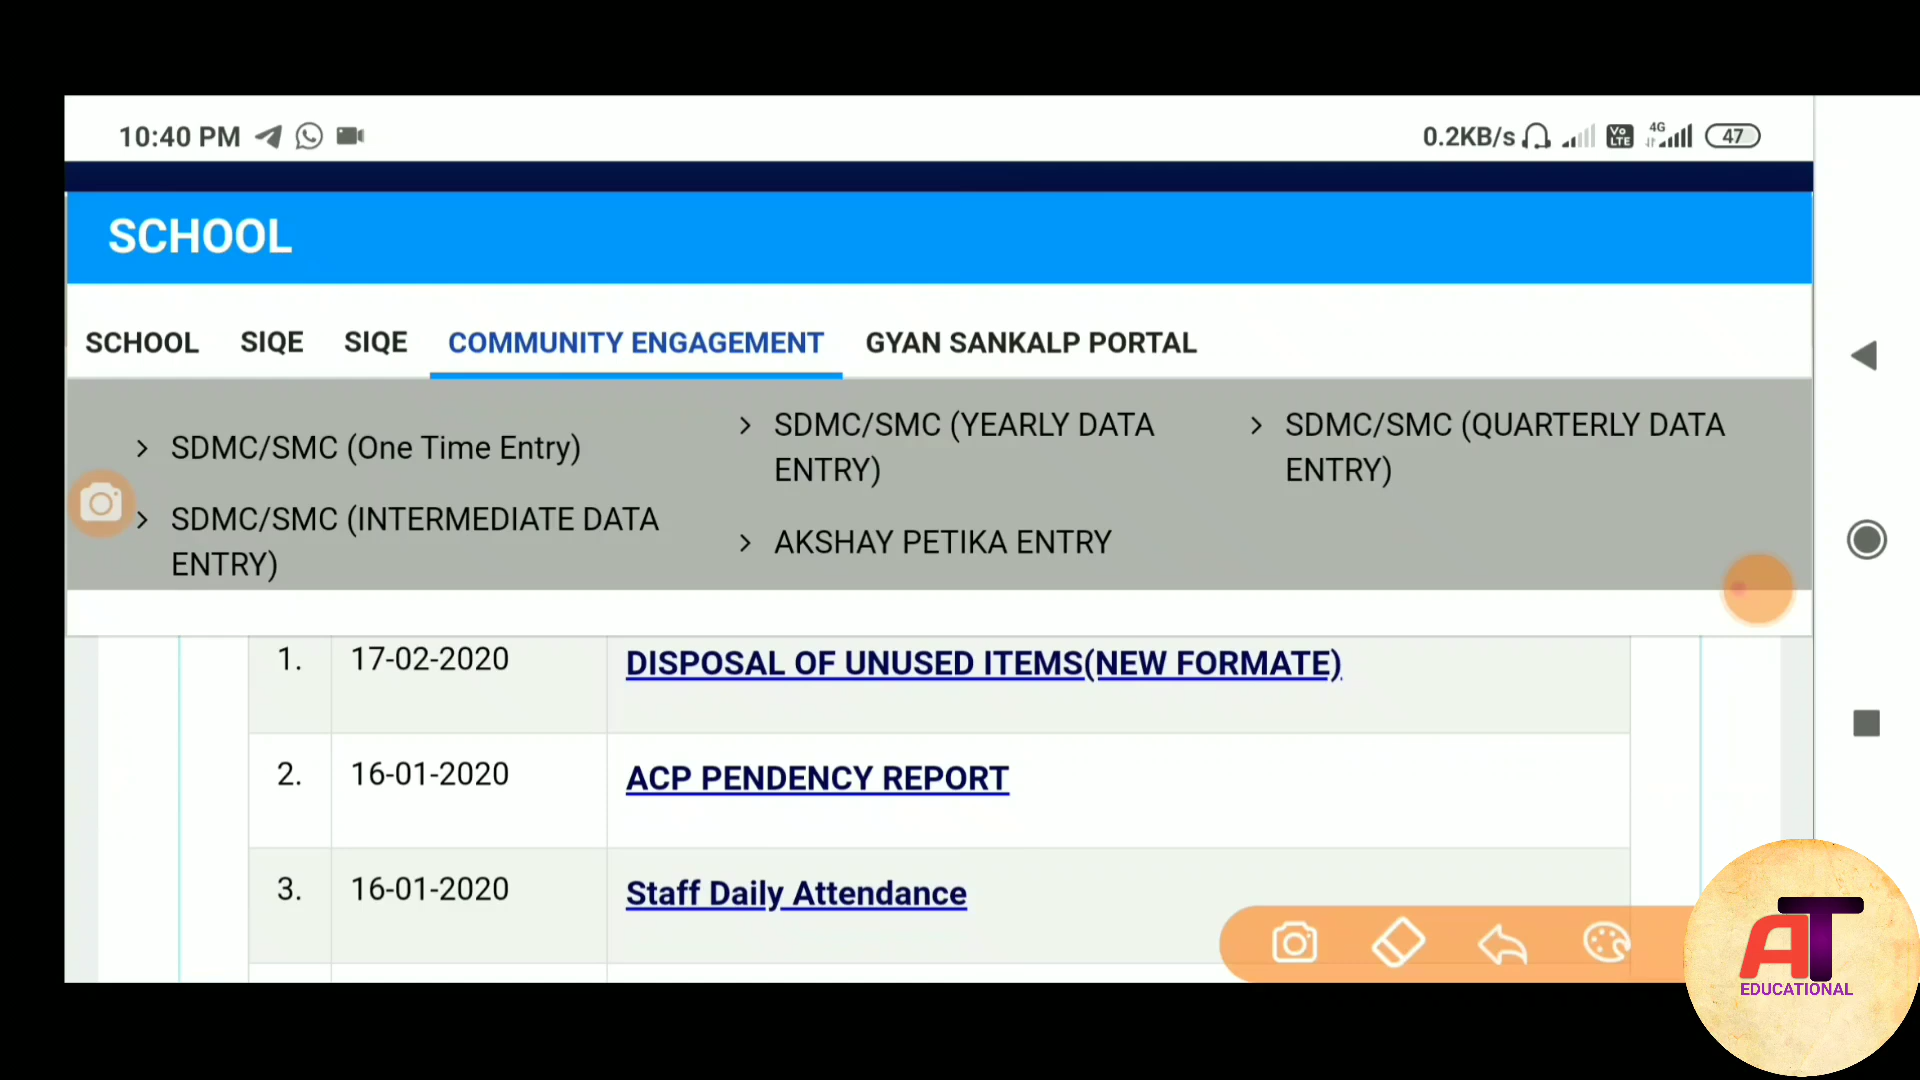 10:40 PM 0.2KB/s Vo LTE 4G 47
SCHOOL
SCHOOL SIQE SIQE COMMUNITY ENGAGEMENT GYAN SANKALP PORTAL
SDMC/SMC (One Time Entry)
SDMC/SMC (YEARLY DATA
ENTRY)
SDMC/SMC (QUARTERLY DATA
ENTRY)
SDMC/SMC (INTERMEDIATE DATA
ENTRY)
AKSHAY PETIKA ENTRY
1. 17-02-2020 DISPOSAL OF UNUSED ITEMS(NEW FORMATE)
2. 16-01-2020 ACP PENDENCY REPORT
3. 16-01-2020 Staff Daily Attendance
AT
EDUCATIONAL